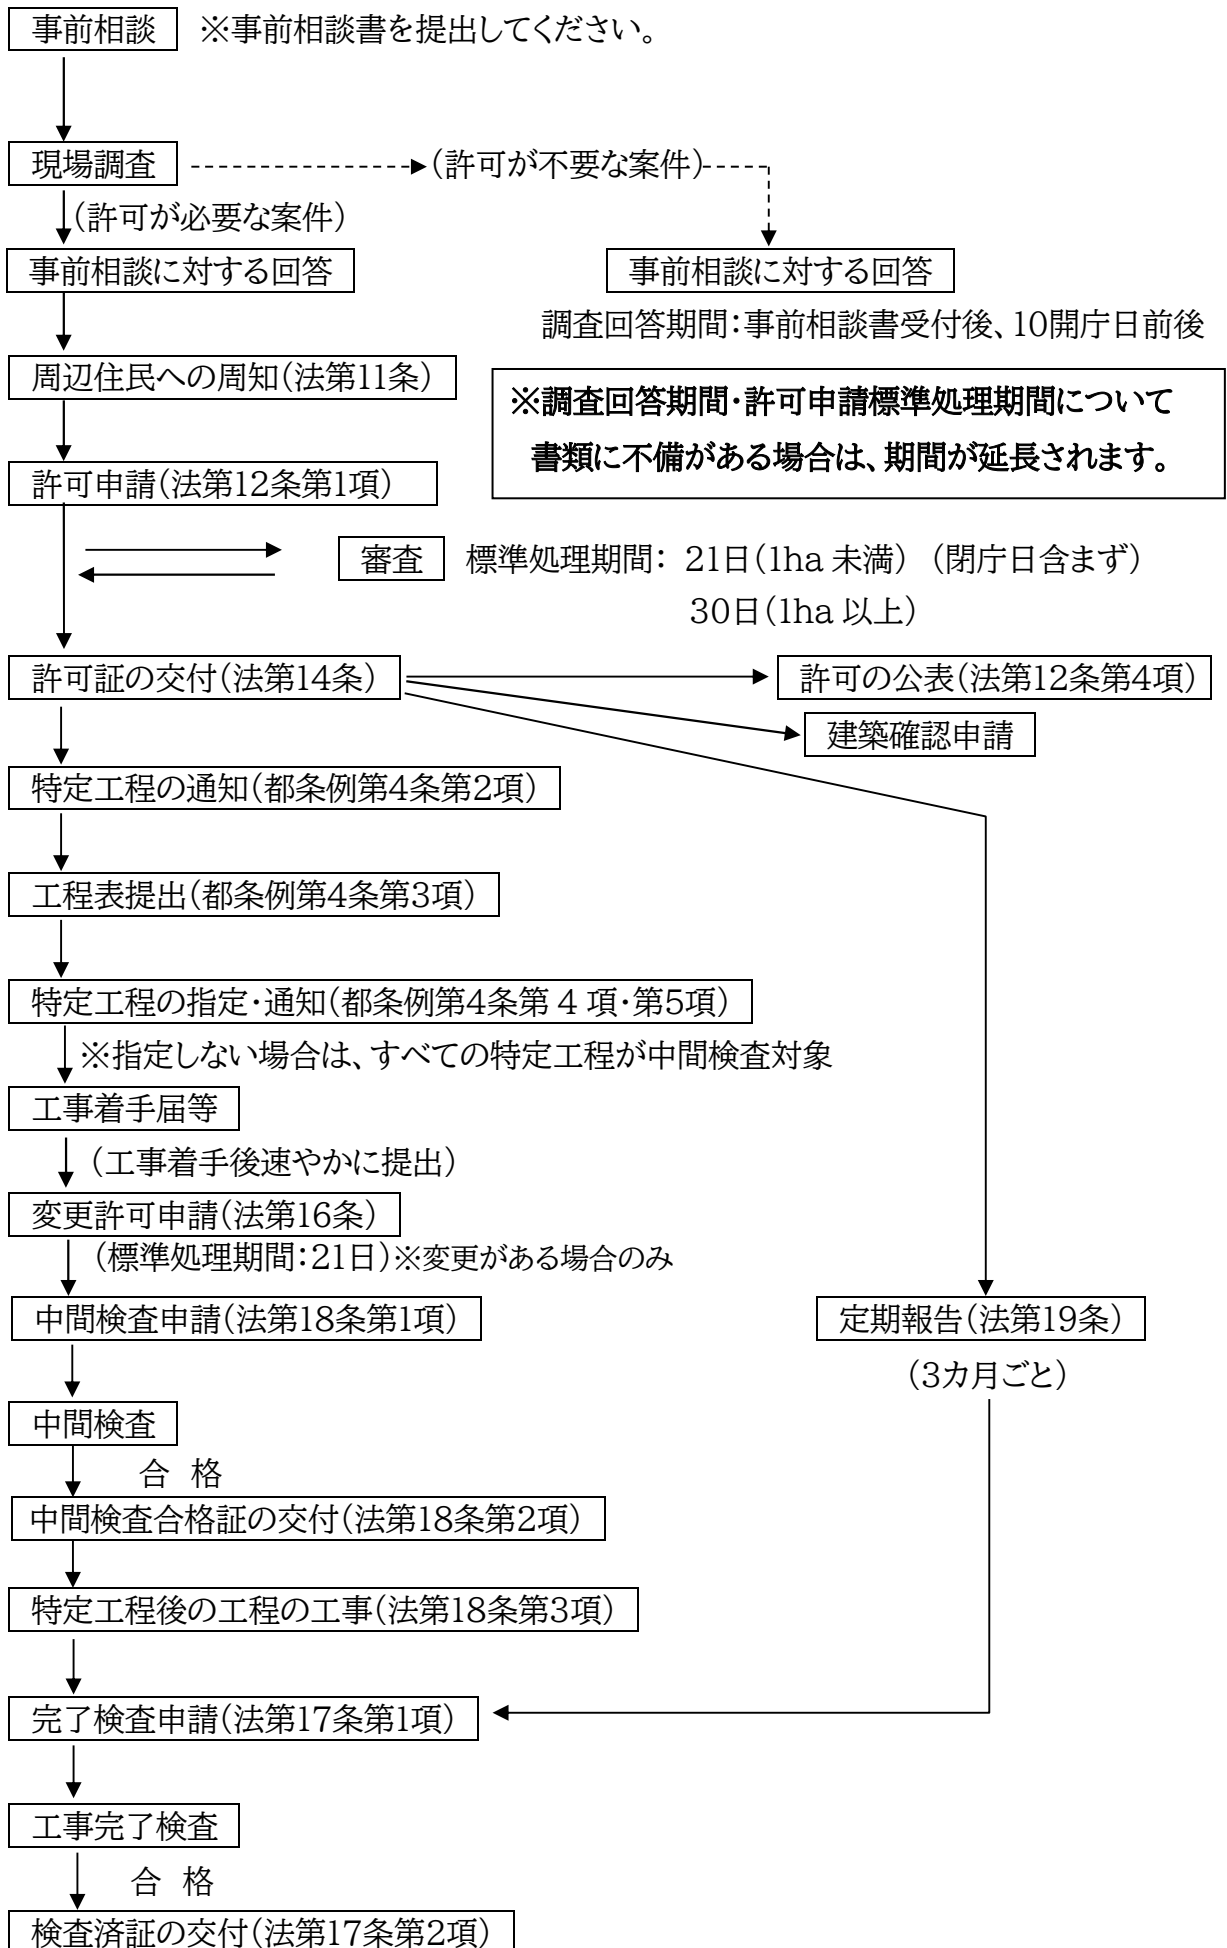 事前相談 ※事前相談書を提出してください。
現場調査 (許可が不要な案件)
(許可が必要な案件)
事前相談に対する回答 事前相談に対する回答
調査回答期間:事前相談書受付後、10開庁日前後
周辺住民への周知(法第11条)
※調査回答期間・許可申請標準処理期間について
書類に不備がある場合は、期間が延長されます。
許可申請(法第12条第1項)
審査 標準処理期間: 21日(1ha 未満) (閉庁日含まず)
30日(1ha 以上)
許可証の交付(法第14条) 許可の公表(法第12条第4項)
建築確認申請
特定工程の通知(都条例第4条第2項)
工程表提出(都条例第4条第3項)
特定工程の指定・通知(都条例第4条第 4 項・第5項)
※指定しない場合は、すべての特定工程が中間検査対象
工事着手届等
(工事着手後速やかに提出)
変更許可申請(法第16条)
(標準処理期間:21日)※変更がある場合のみ
中間検査申請(法第18条第1項) 定期報告(法第19条)
(3カ月ごと)
中間検査
合 格
中間検査合格証の交付(法第18条第2項)
特定工程後の工程の工事(法第18条第3項)
完了検査申請(法第17条第1項)
工事完了検査
合 格
検査済証の交付(法第17条第2項)